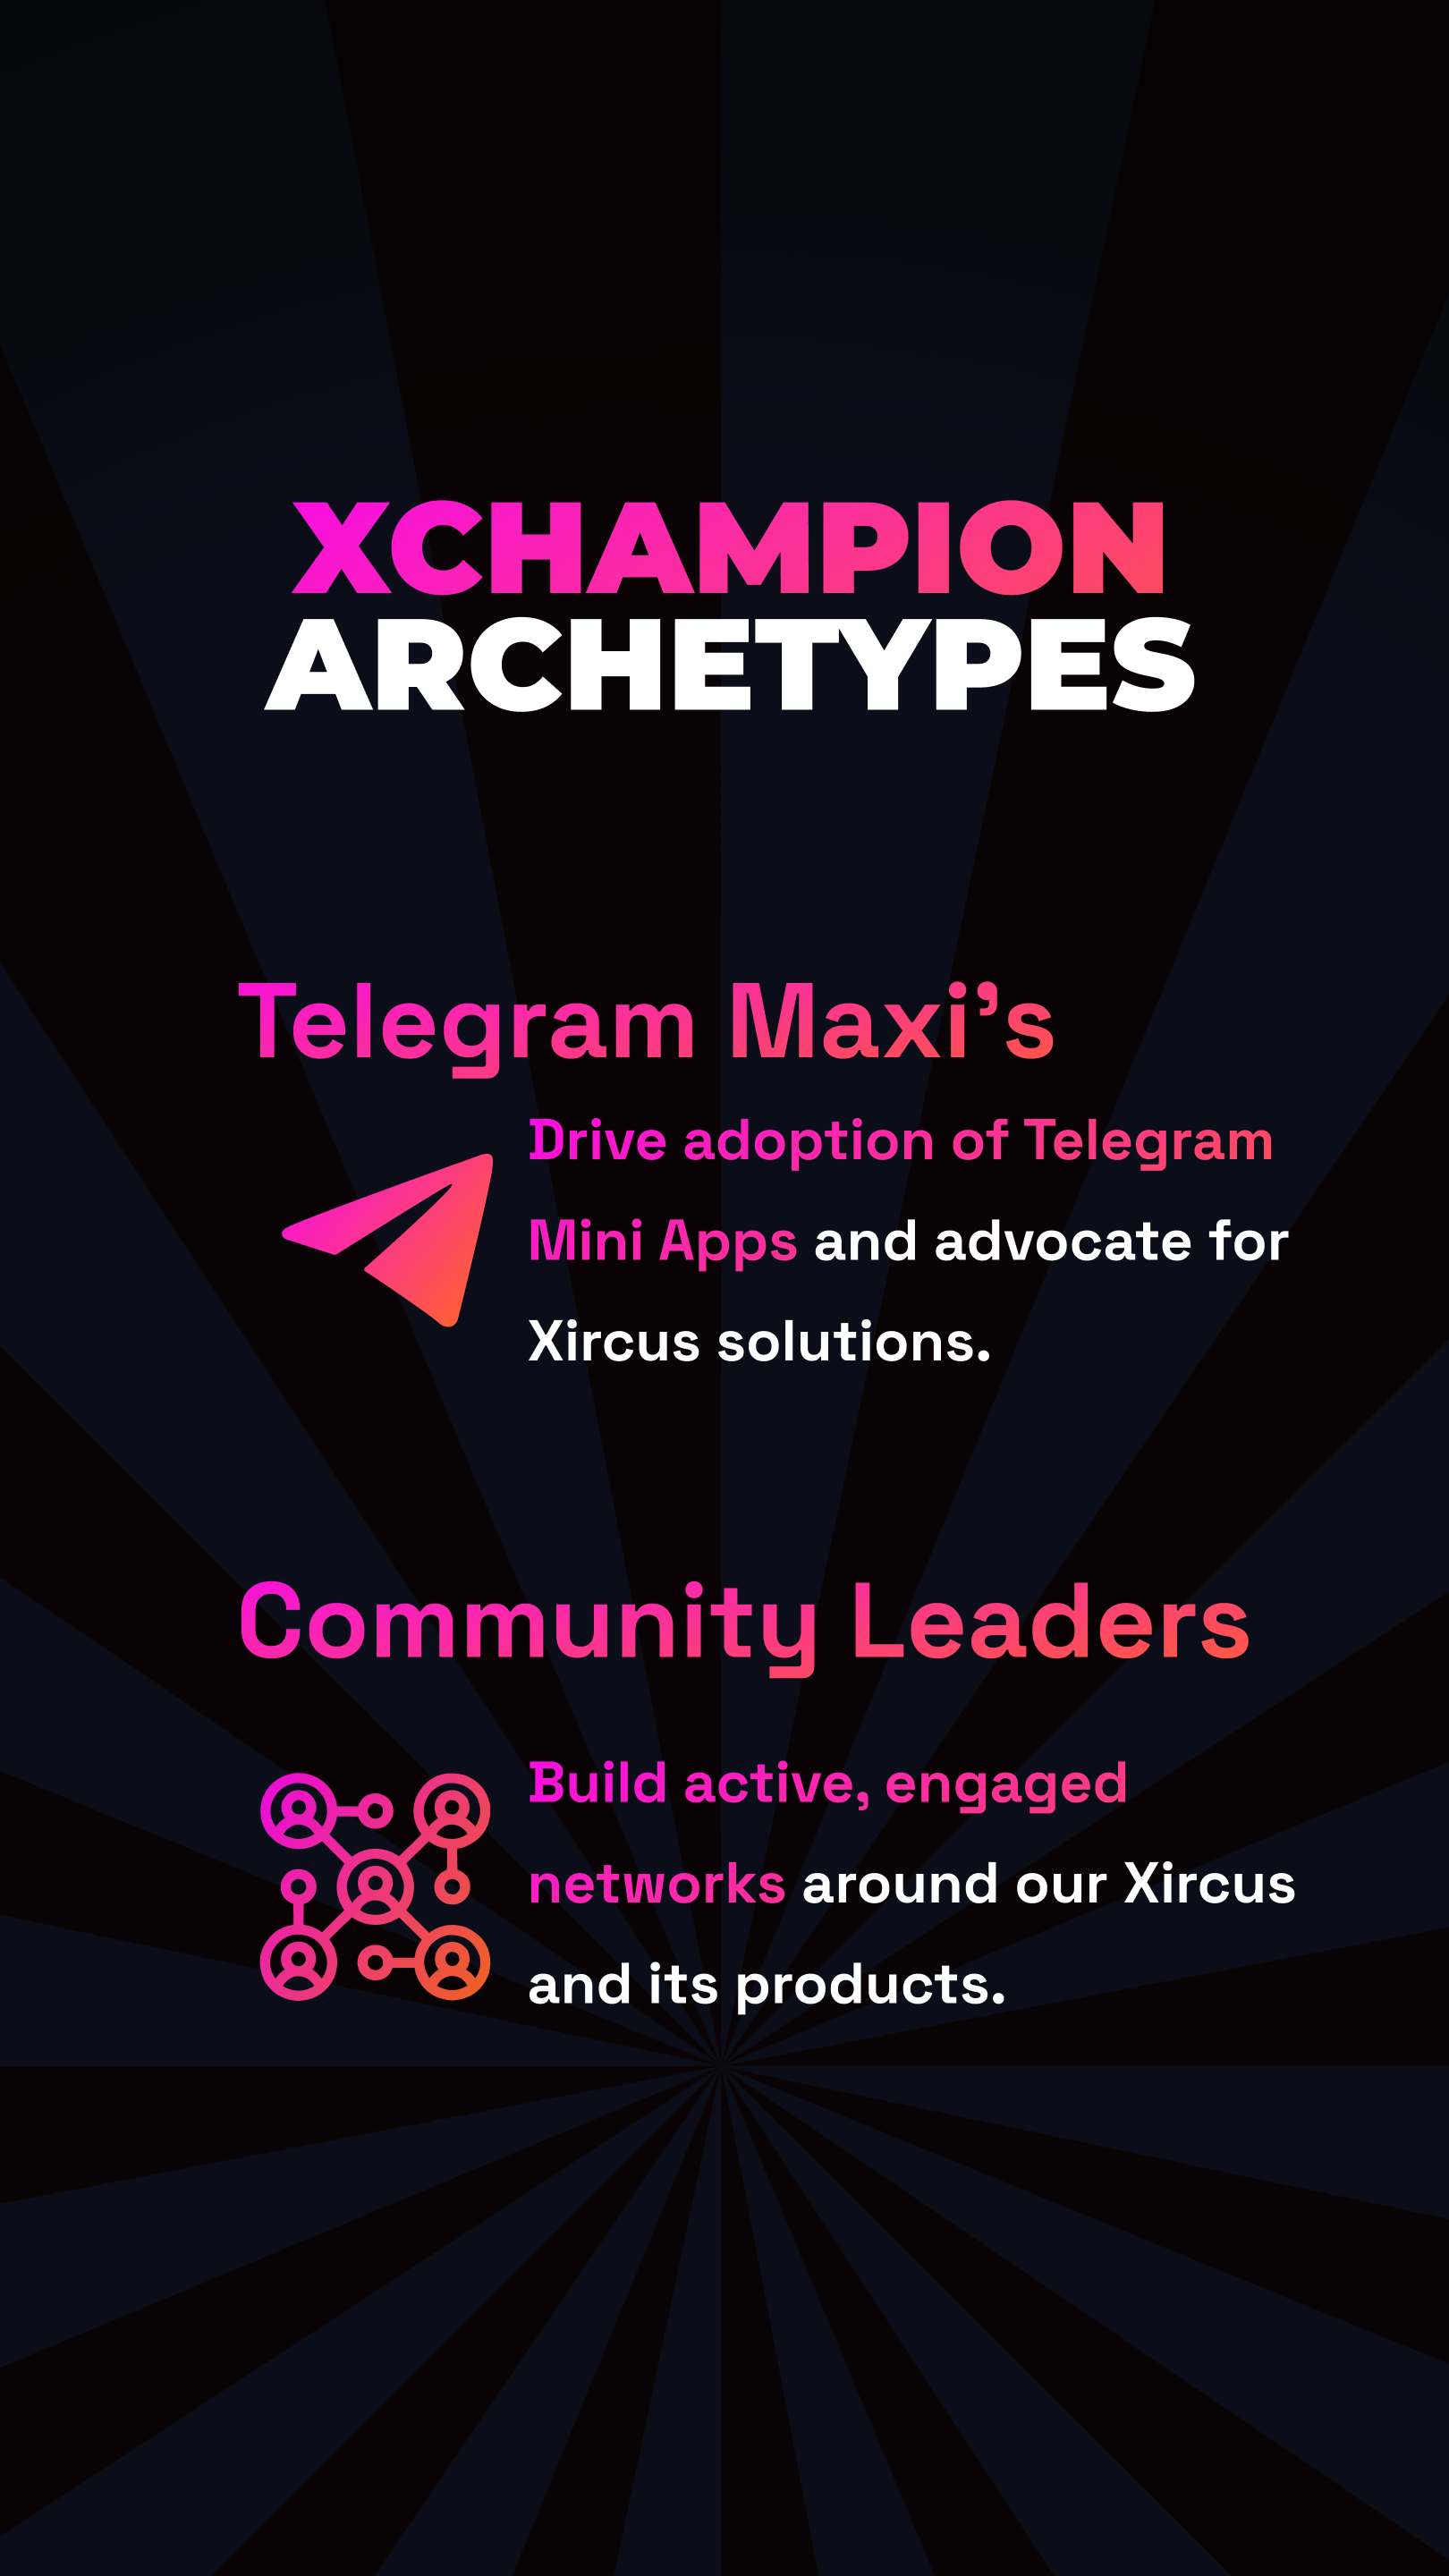 XCHAMPION
ARCHETYPES
Telegram Maxi’s
Drive adoption of Telegram
Mini Apps and advocate for
Xircus solutions.
Community Leaders
Build active, engaged
networks around our Xircus
and its products.